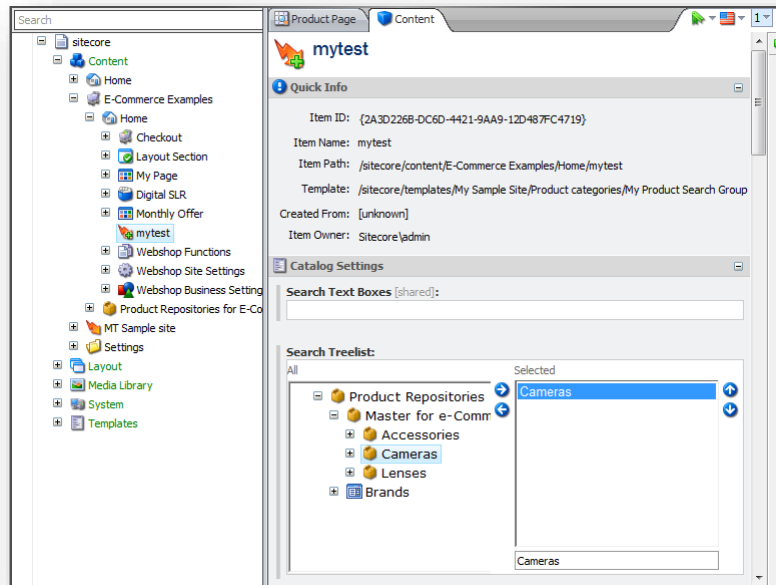 Search
sitecore
Content
Home
E-Commerce Examples
Home
Checkout
Layout Section
My Page
Digital SLR
Monthly Offer
mytest
Webshop Functions
Webshop Site Settings
Webshop Business Setting
Product Repositories for E-Co
MT Sample site
Settings
Layout
Media Library
System
Templates
Product Page
Content
1
mytest
Quick Info
Item ID: {2A3D226B-DC6D-4421-9AA9-12D487FC4719}
Item Name: mytest
Item Path: /sitecore/content/E-Commerce Examples/Home/mytest
Template: /sitecore/templates/My Sample Site/Product categories/My Product Search Group
Created From: [unknown]
Item Owner: Sitecore\admin
Catalog Settings
Search Text Boxes [shared]:
Search Treelist:
All
Selected
Product Repositories
Master for e-Comm
Accessories
Cameras
Lenses
Brands
Cameras
Cameras